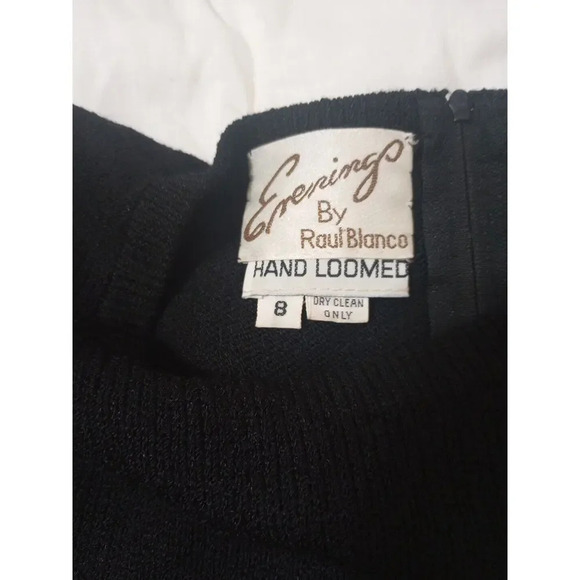 Evenings
By
Raul Blanco
HAND LOOMED
8
DRY CLEAN
ONLY